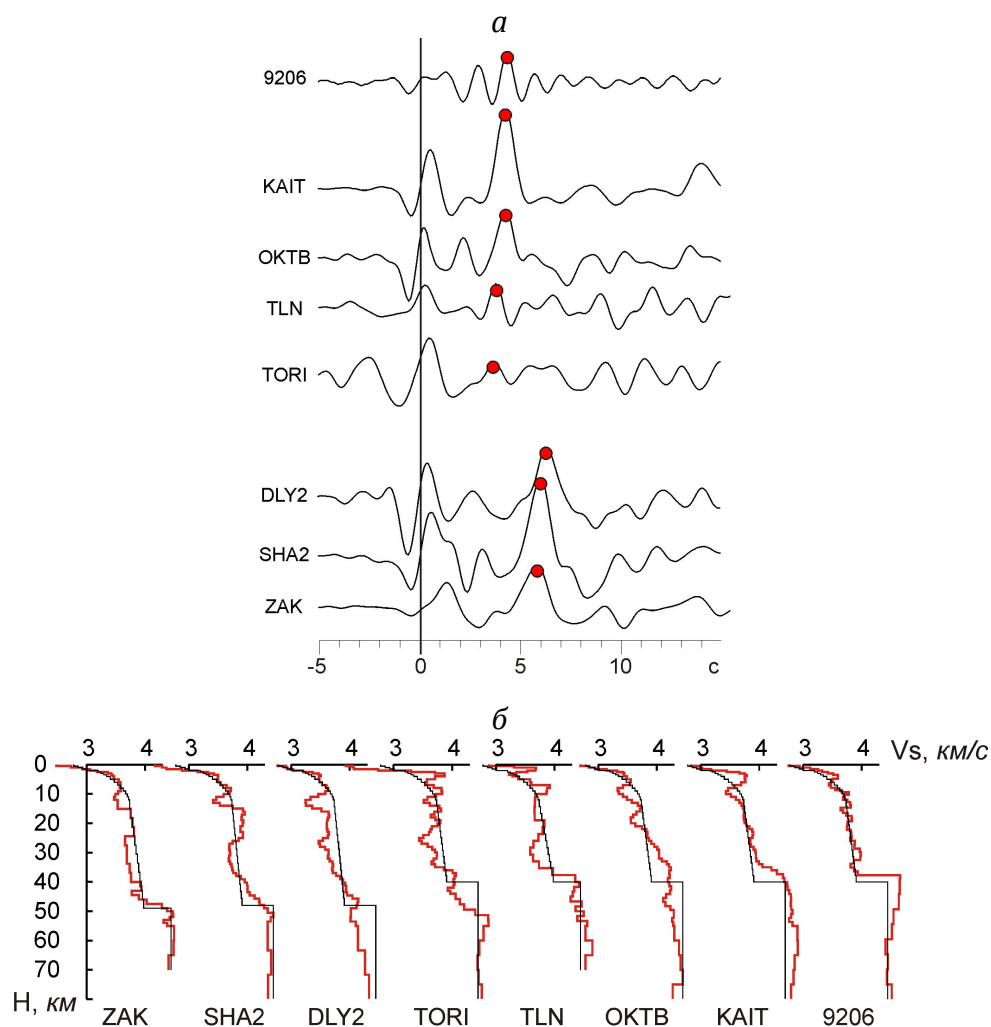 а
9206
KAIT
OKTB
TLN
TORI
DLY2
SHA2
ZAK
-5 0 5 10 с
б
3 4 3 4 3 4 3 4 3 4 3 4 3 4 3 4 Vs, км/с
0
10
20
30
40
50
60
70
H, км
ZAK SHA2 DLY2 TORI TLN OKTB KAIT 9206